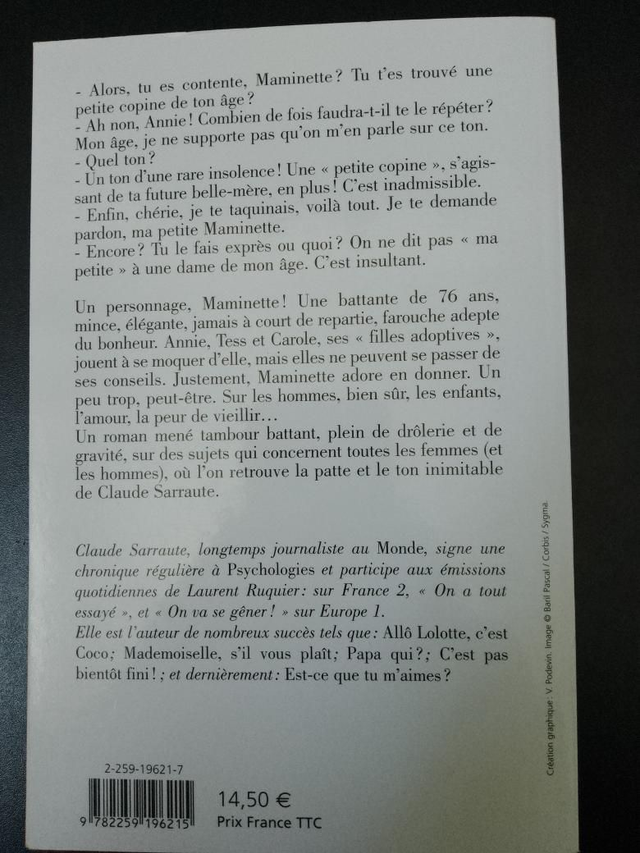 - Alors, tu es contente, Maminette ? Tu t'es trouvé une
petite copine de ton âge ?
- Ah non, Annie ! Combien de fois faudra-t-il te le répéter ?
Mon âge, je ne supporte pas qu'on m'en parle sur ce ton.
- Quel ton ?
- Un ton d'une rare insolence ! Une « petite copine », s'agis-
sant de ta future belle-mère, en plus ! C'est inadmissible.
- Enfin, chérie, je te taquinais, voilà tout. Je te demande
pardon, ma petite Maminette.
- Encore ? Tu le fais exprès ou quoi ? On ne dit pas « ma
petite » à une dame de mon âge. C'est insultant.
Un personnage, Maminette ! Une battante de 76 ans,
mince, élégante, jamais à court de repartie, farouche adepte
du bonheur. Annie, Tess et Carole, ses « filles adoptives »,
jouent à se moquer d'elle, mais elles ne peuvent se passer de
ses conseils. Justement, Maminette adore en donner. Un
peu trop, peut-être. Sur les hommes, bien sûr, les enfants,
l'amour, la peur de vieillir…
Un roman mené tambour battant, plein de drôlerie et de
gravité, sur des sujets qui concernent toutes les femmes (et
les hommes), où l'on retrouve la patte et le ton inimitable
de Claude Sarraute.
Claude Sarraute, longtemps journaliste au Monde, signe une
chronique régulière à Psychologies et participe aux émissions
quotidiennes de Laurent Ruquier : sur France 2, « On a tout
essayé », et « On va se gêner ! » sur Europe 1.
Elle est l'auteur de nombreux succès tels que : Allô Lolotte, c'est
Coco ; Mademoiselle, s'il vous plaît ; Papa qui ? ; C'est pas
bientôt fini ! ; et dernièrement : Est-ce que tu m'aimes ?
Création graphique : V. Podevin. Image © Baril Pascal / Corbis / Sygma.
2-259-19621-7
9 782259 196215
14,50 €
Prix France TTC